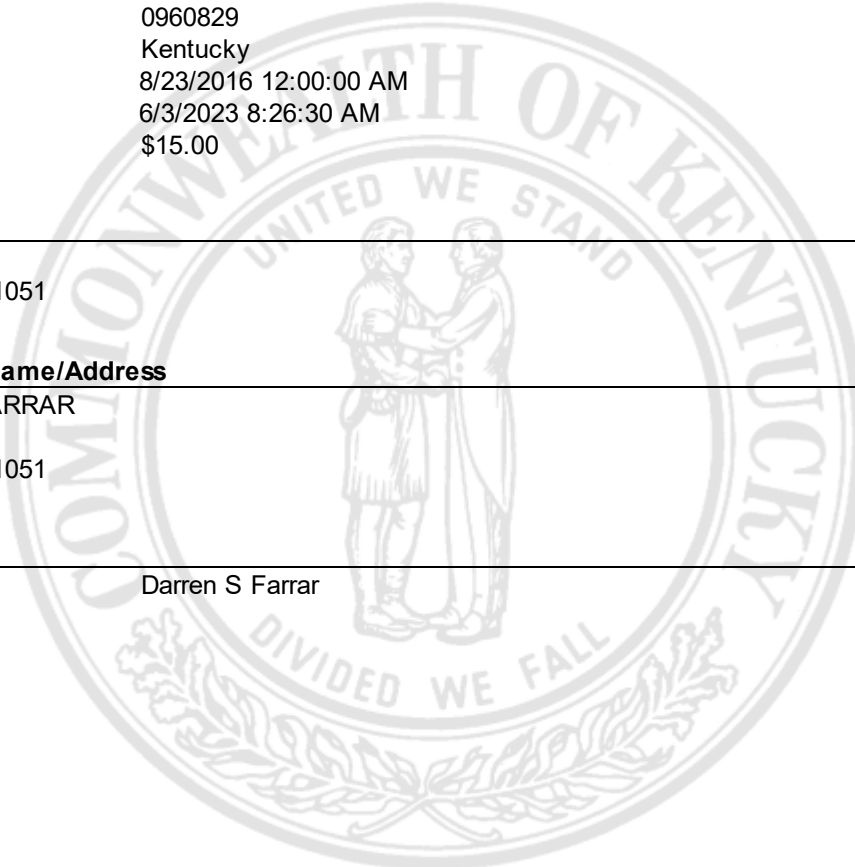 0960829
Kentucky
8/23/2016 12:00:00 AM
6/3/2023 8:26:30 AM
$15.00
COMMONWEALTH OF KENTUCKY
UNITED WE STAND
1051
ame/Address
ARRAR
1051
Darren S Farrar
DIVIDED WE FALL